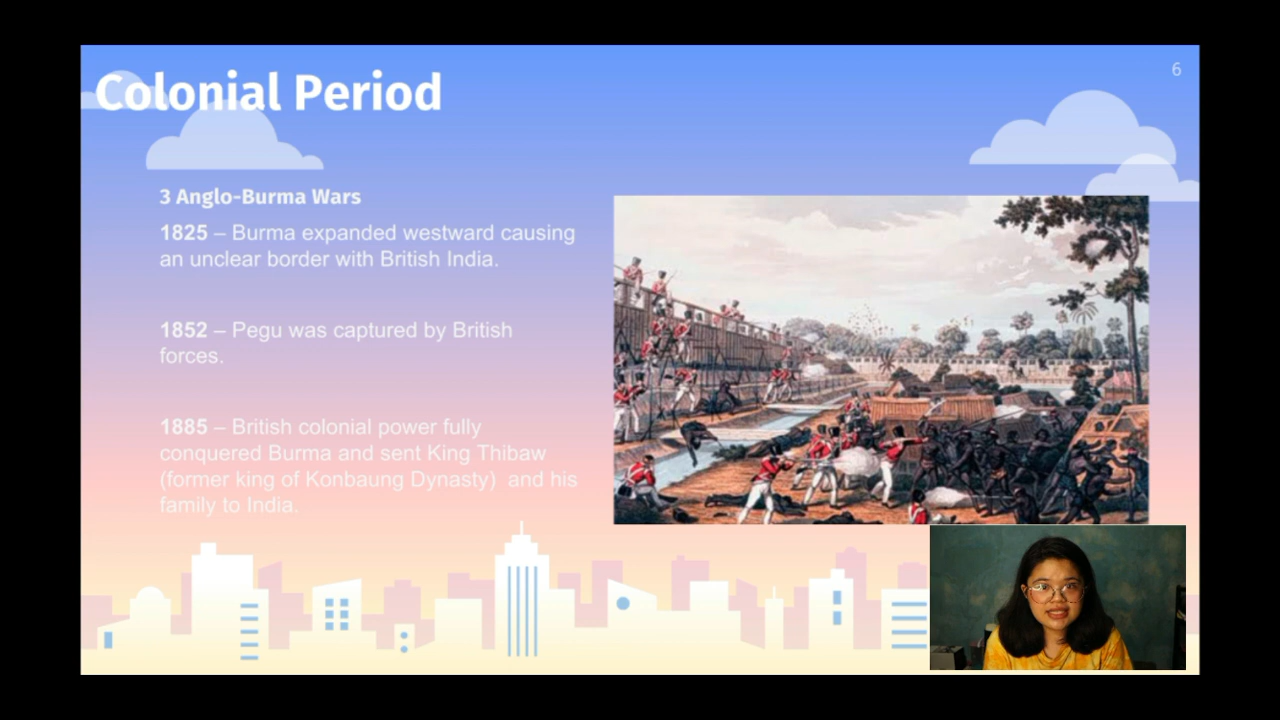 Colonial Period
6
3 Anglo-Burma Wars
1825 – Burma expanded westward causing
an unclear border with British India.
1852 – Pegu was captured by British
forces.
1885 – British colonial power fully
conquered Burma and sent King Thibaw
(former king of Konbaung Dynasty)  and his
family to India.